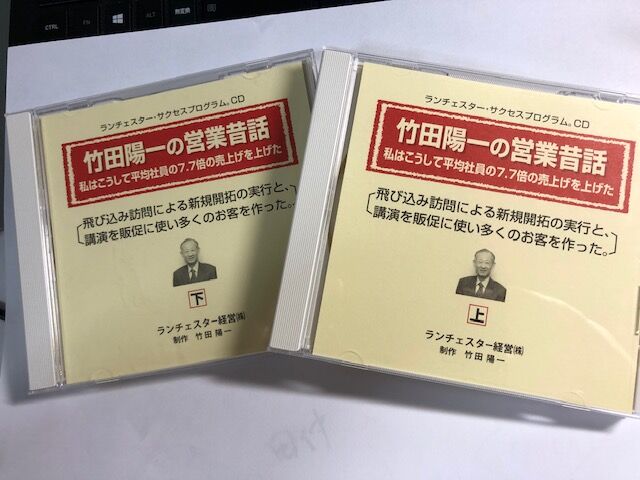 CTRL
FN
ALT
無変換
ランチェスター・サクセスプログラム® CD
竹田陽一の営業昔話
私はこうして平均社員の7.7倍の売上げを上げた
飛び込み訪問による新規開拓の実行と、
講演を販促に使い多くのお客を作った。
下
ランチェスター経営㈱
制作 竹田陽一
ランチェスター・サクセスプログラム® CD
竹田陽一の営業昔話
私はこうして平均社員の7.7倍の売上げを上げた
飛び込み訪問による新規開拓の実行と、
講演を販促に使い多くのお客を作った。
上
ランチェスター経営㈱
制作 竹田 陽一